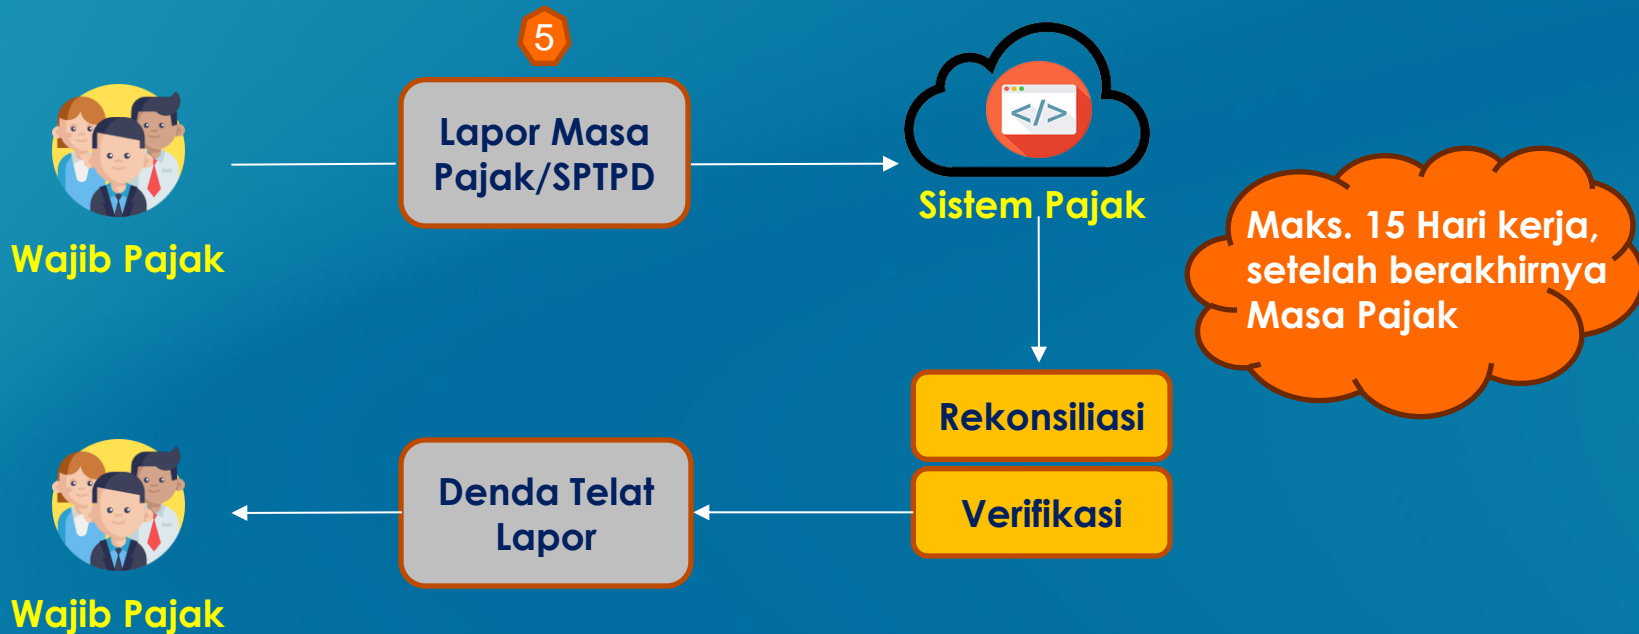 5
Lapor Masa
Pajak/SPTPD
</>
Wajib Pajak
Sistem Pajak
Maks. 15 Hari kerja,
setelah berakhirnya
Masa Pajak
Rekonsiliasi
Verifikasi
Denda Telat
Lapor
Wajib Pajak